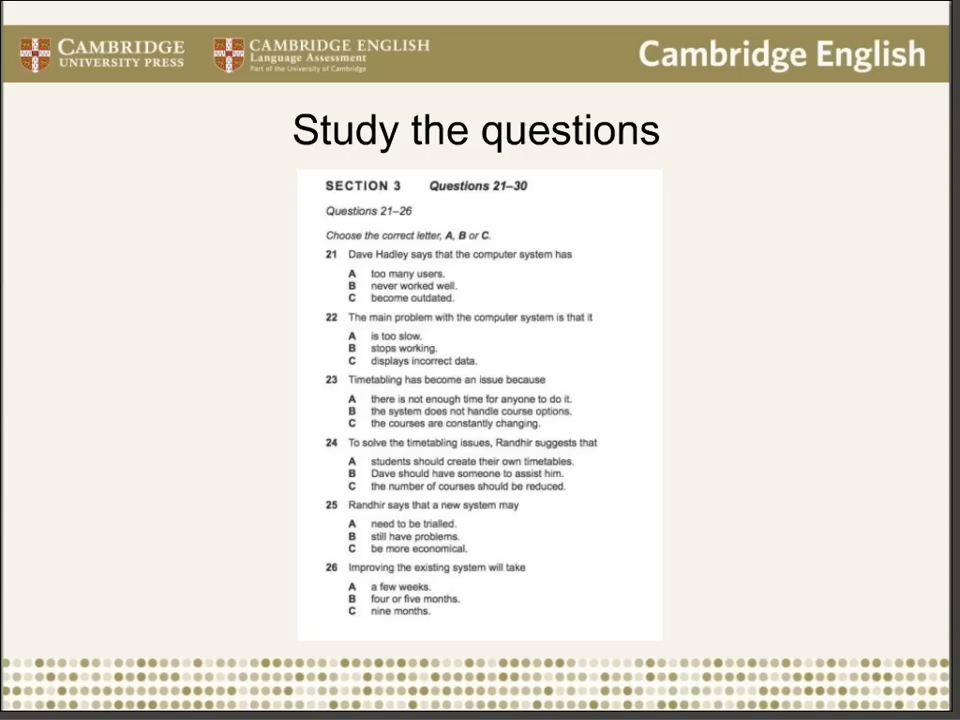 CAMBRIDGE
UNIVERSITY PRESS
CAMBRIDGE ENGLISH
Language Assessment
Part of the University of Cambridge
Cambridge English
Study the questions
SECTION 3 Questions 21–30
Questions 21–26
Choose the correct letter, A, B or C.
21 Dave Hadley says that the computer system has
A too many users.
B never worked well.
C become outdated.
22 The main problem with the computer system is that it
A is too slow.
B stops working.
C displays incorrect data.
23 Timetabling has become an issue because
A there is not enough time for anyone to do it.
B the system does not handle course options.
C the courses are constantly changing.
24 To solve the timetabling issues, Randhir suggests that
A students should create their own timetables.
B Dave should have someone to assist him.
C the number of courses should be reduced.
25 Randhir says that a new system may
A need to be trialled.
B still have problems.
C be more economical.
26 Improving the existing system will take
A a few weeks.
B four or five months.
C nine months.